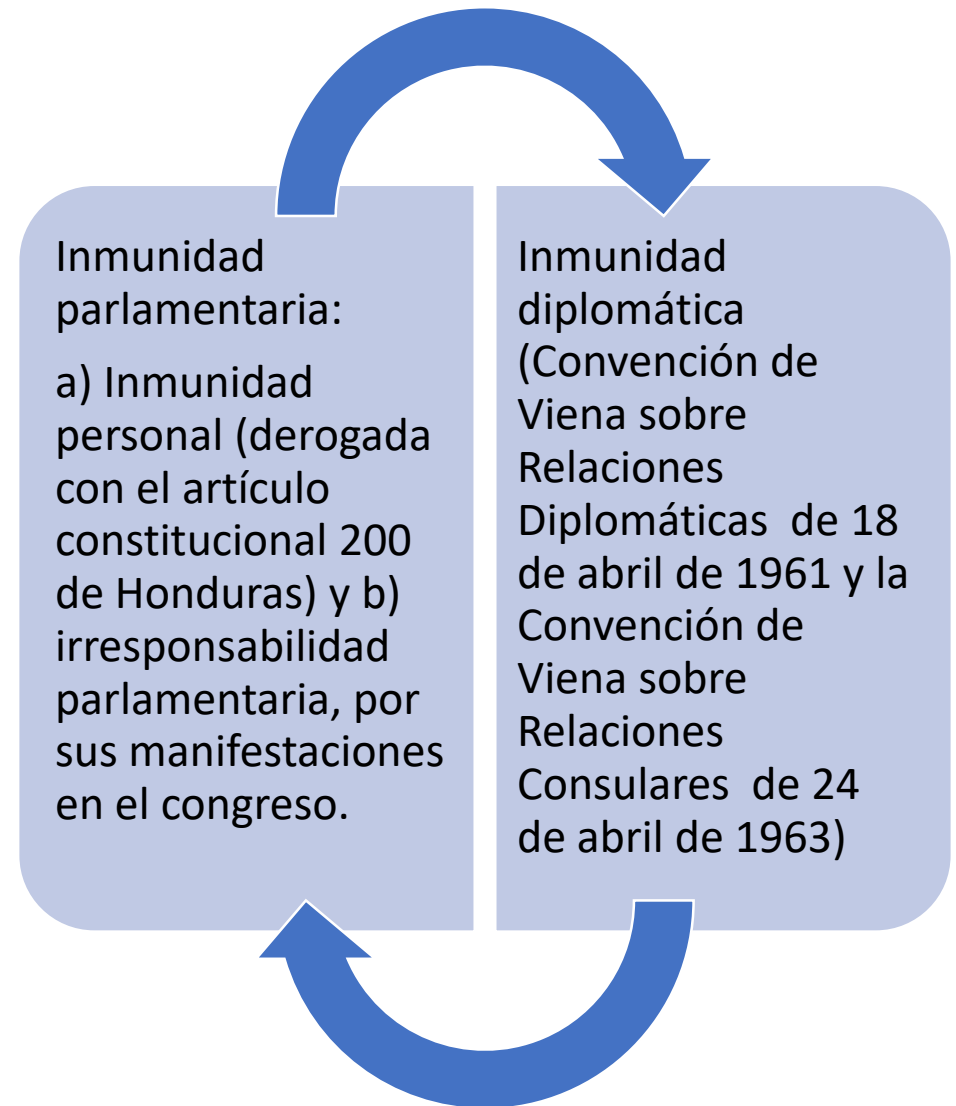 Inmunidad
parlamentaria:
a) Inmunidad
personal (derogada
con el artículo
constitucional 200
de Honduras) y b)
irresponsabilidad
parlamentaria, por
sus manifestaciones
en el congreso.
Inmunidad
diplomática
(Convención de
Viena sobre
Relaciones
Diplomáticas  de 18
de abril de 1961 y la
Convención de
Viena sobre
Relaciones
Consulares  de 24
de abril de 1963)